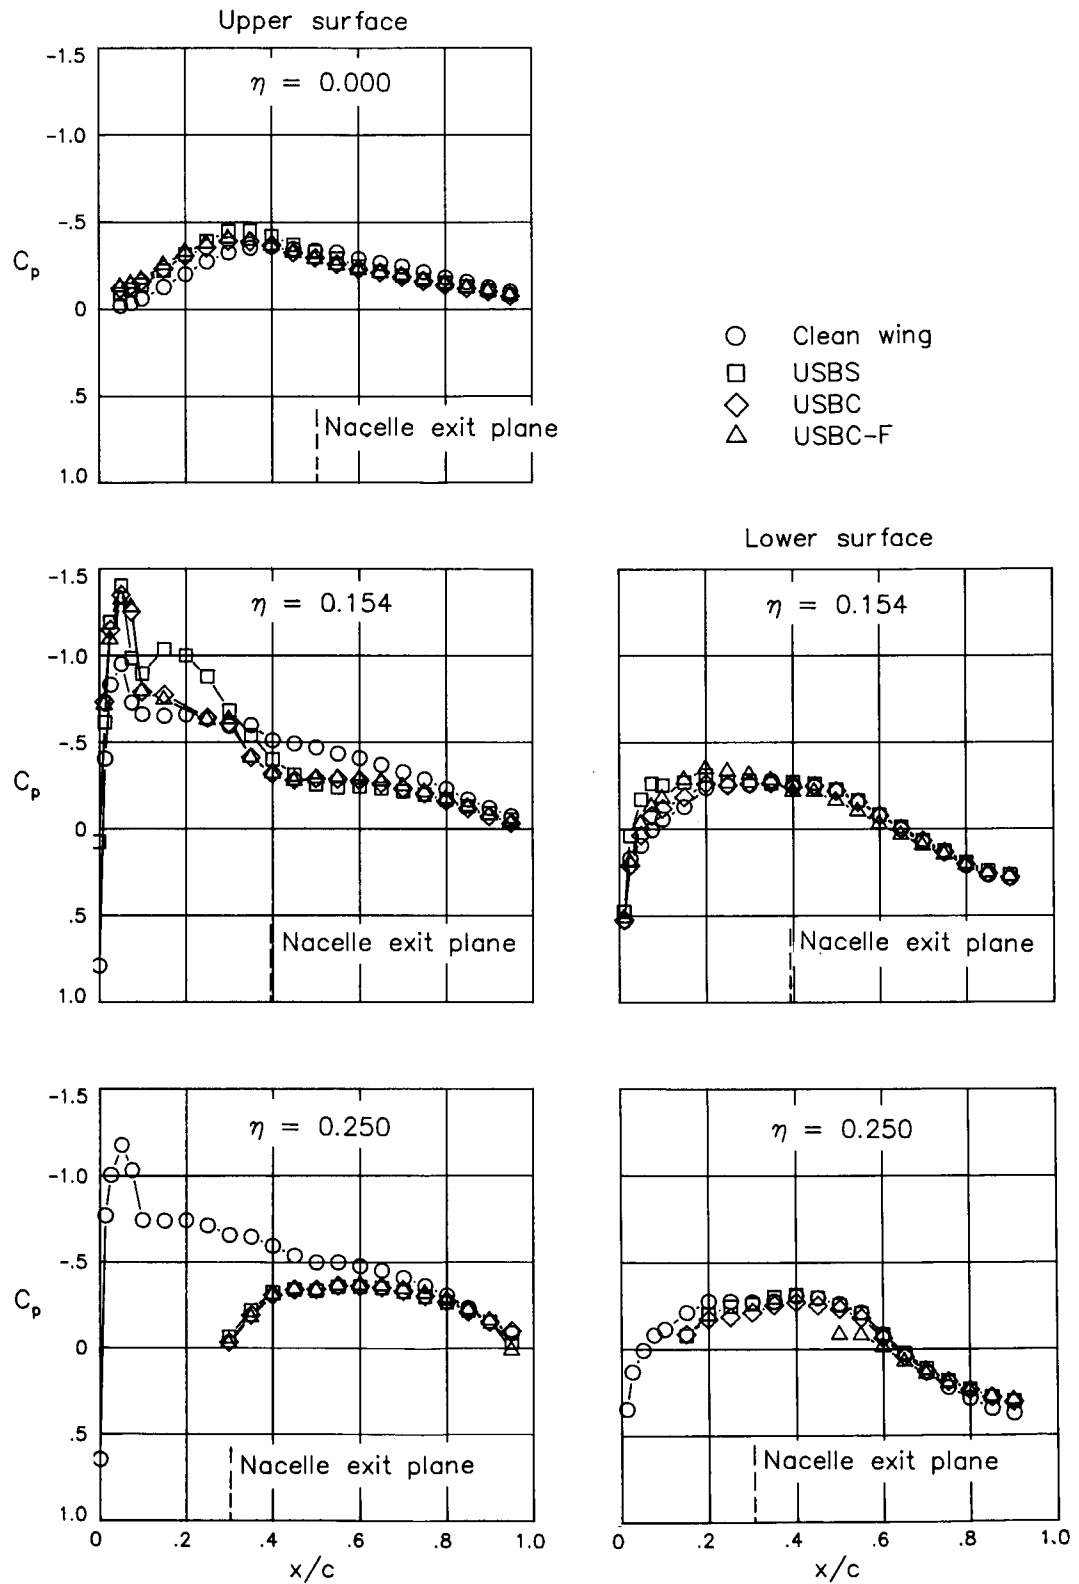 Upper surface
η = 0.000
-1.5
-1.0
-.5
Cp
0
.5
1.0
Nacelle exit plane
Clean wing
USBS
USBC
USBC-F
Lower surface
-1.5
-1.0
-.5
Cp
0
.5
1.0
η = 0.154
Nacelle exit plane
η = 0.154
Nacelle exit plane
-1.5
-1.0
-.5
Cp
0
.5
1.0
η = 0.250
Nacelle exit plane
0 .2 .4 .6 .8 1.0
x/c
η = 0.250
Nacelle exit plane
0 .2 .4 .6 .8 1.0
x/c